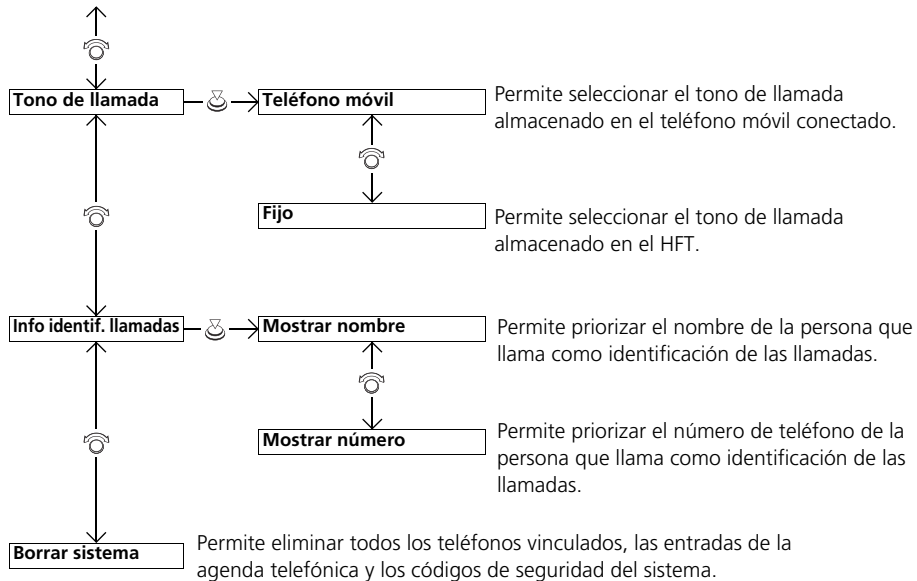 Tono de llamada
Teléfono móvil
Permite seleccionar el tono de llamada
almacenado en el teléfono móvil conectado.
Fijo
Permite seleccionar el tono de llamada
almacenado en el HFT.
Info identif. llamadas
Mostrar nombre
Permite priorizar el nombre de la persona que
llama como identificación de las llamadas.
Mostrar número
Permite priorizar el número de teléfono de la
persona que llama como identificación de las
llamadas.
Borrar sistema
Permite eliminar todos los teléfonos vinculados, las entradas de la
agenda telefónica y los códigos de seguridad del sistema.